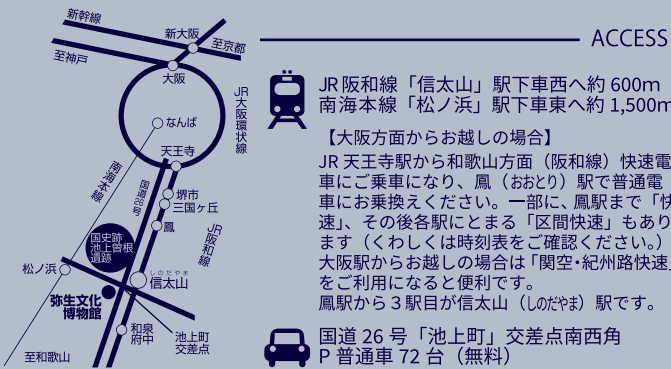 新幹線
新大阪
至京都
至神戸
大阪
JR大阪環状線
なんば
天王寺
南海本線
国道26号
堺市
三国ヶ丘
鳳
JR阪和線
国史跡
池上曽根
遺跡
松ノ浜
しのだやま
信太山
弥生文化
博物館
和泉
府中
池上町
交差点
至和歌山
ACCESS
JR阪和線「信太山」駅下車西へ約 600m
南海本線「松ノ浜」駅下車東へ約 1,500m
【大阪方面からお越しの場合】
JR 天王寺駅から和歌山方面（阪和線）快速電
車にご乗車になり、鳳（おおとり）駅で普通電
車にお乗換えください。一部に、鳳駅まで「快
速」、その後各駅にとまる「区間快速」もあり
ます（くわしくは時刻表をご確認ください。）
大阪駅からお越しの場合は「関空・紀州路快速」
をご利用になると便利です。
鳳駅から３駅目が信太山（しのだやま）駅です。
国道 26 号「池上町」交差点南西角
P 普通車 72 台（無料）